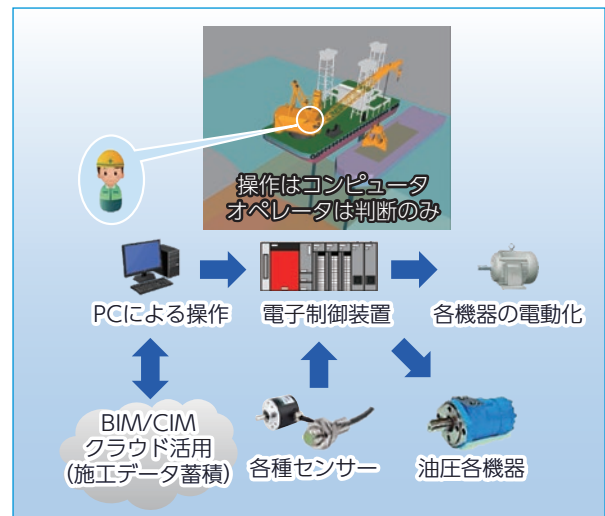 操作はコンピュータ
オペレータは判断のみ
PCによる操作
電子制御装置
各機器の電動化
BIM/CIM
クラウド活用
(施工データ蓄積)
各種センサー
油圧各機器